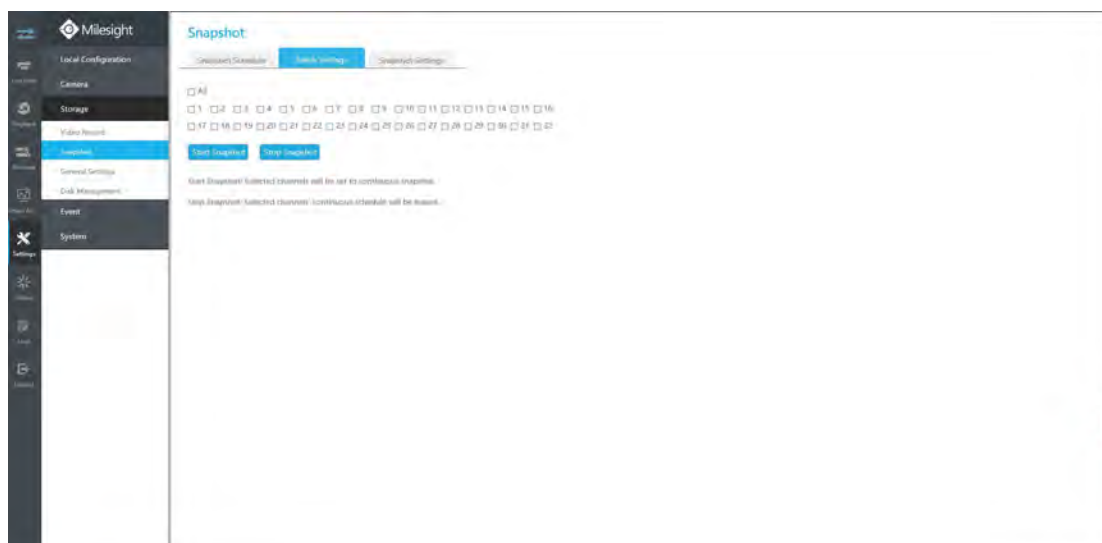 Milesight
Local Configuration
Camera
Storage
Video Record
Snapshot
General Settings
Disk Management
Event
System
Settings
Snapshot
Snapshot Schedule
Batch Settings
Snapshot Settings
All
1 2 3 4 5 6 7 8 9 10 11 12 13 14 15 16
17 18 19 20 21 22 23 24 25 26 27 28 29 30 31 32
Start Snapshot Stop Snapshot
Start Snapshot: Selected channels will be set to continuous snapshot.
Stop Snapshot: Selected channels' continuous schedule will be erased.